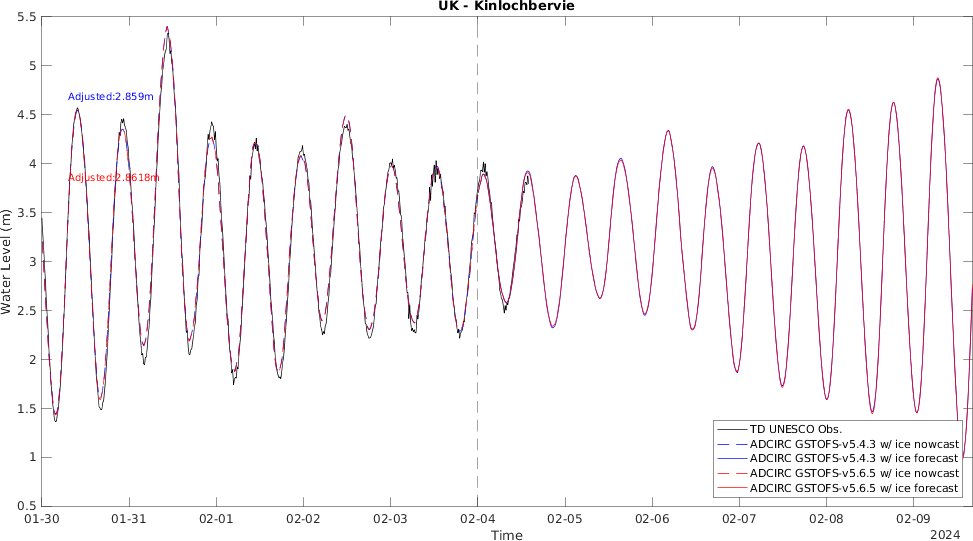 UK - Kinlochbervie
5.5
5
4.5
4
3.5
3
2.5
2
1.5
1
0.5
Water Level (m)
Adjusted:2.859m
Adjusted:2.8618m
TD UNESCO Obs.
ADCIRC GSTOFS-v5.4.3 w/ ice nowcast
ADCIRC GSTOFS-v5.4.3 w/ ice forecast
ADCIRC GSTOFS-v5.6.5 w/ ice nowcast
ADCIRC GSTOFS-v5.6.5 w/ ice forecast
01-30 01-31 02-01 02-02 02-03 02-04 02-05 02-06 02-07 02-08 02-09
Time
2024